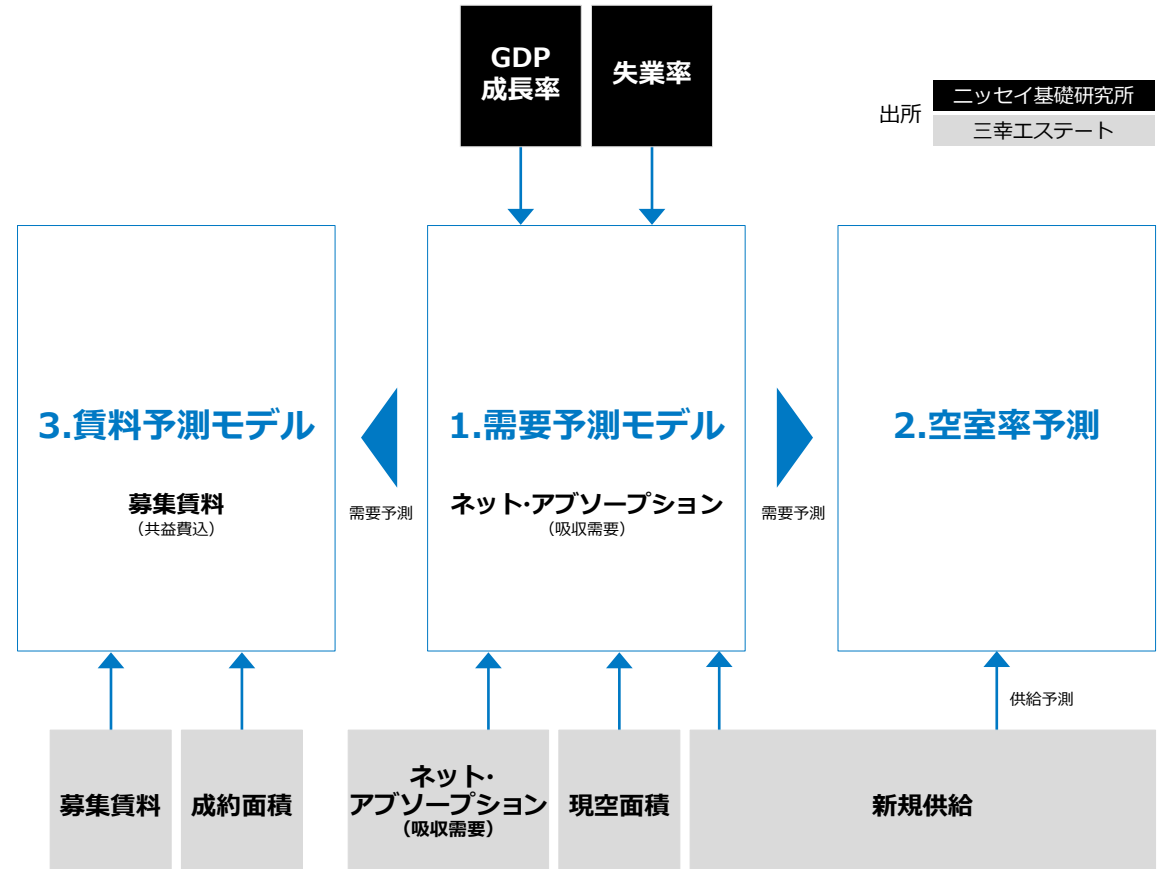 GDP
成長率
失業率
出所
ニッセイ基礎研究所
三幸エステート
3.賃料予測モデル
募集賃料
（共益費込）
需要予測
1.需要予測モデル
ネット・アブソープション
（吸収需要）
需要予測
2.空室率予測
供給予測
募集賃料
成約面積
ネット・
アブソープション
（吸収需要）
現空面積
新規供給